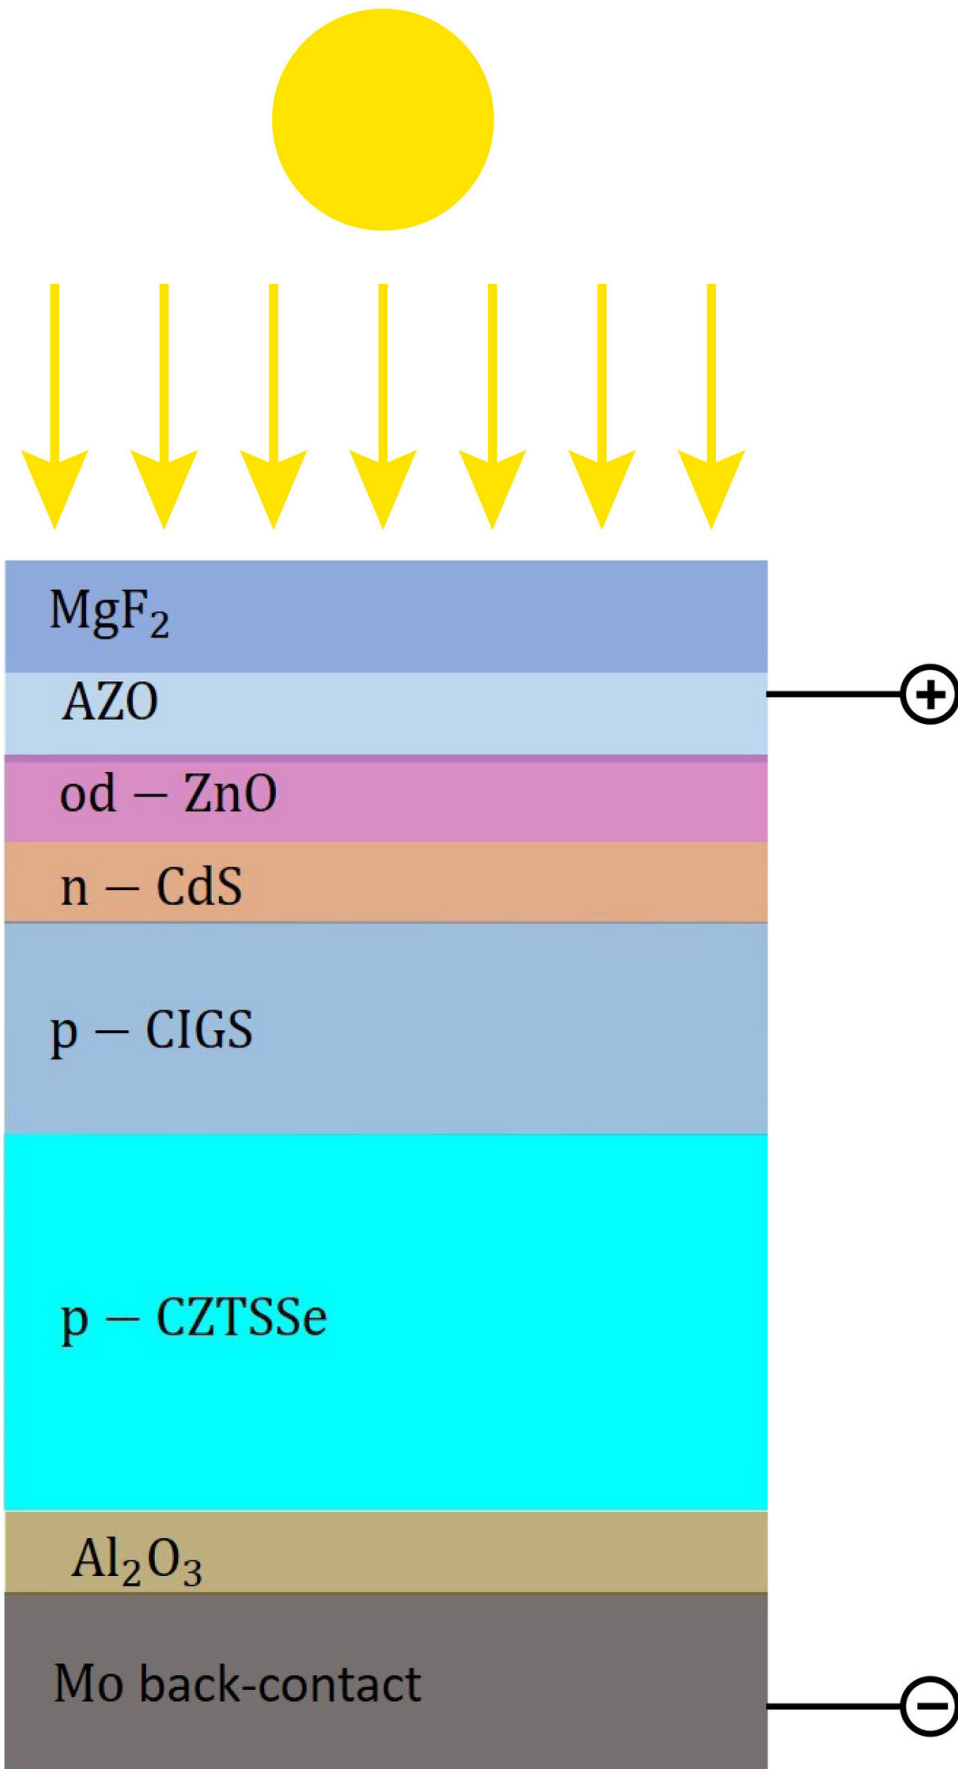 MgF₂
AZO
+
od – ZnO
n – CdS
p – CIGS
p – CZTSSe
Al₂O₃
Mo back-contact
−